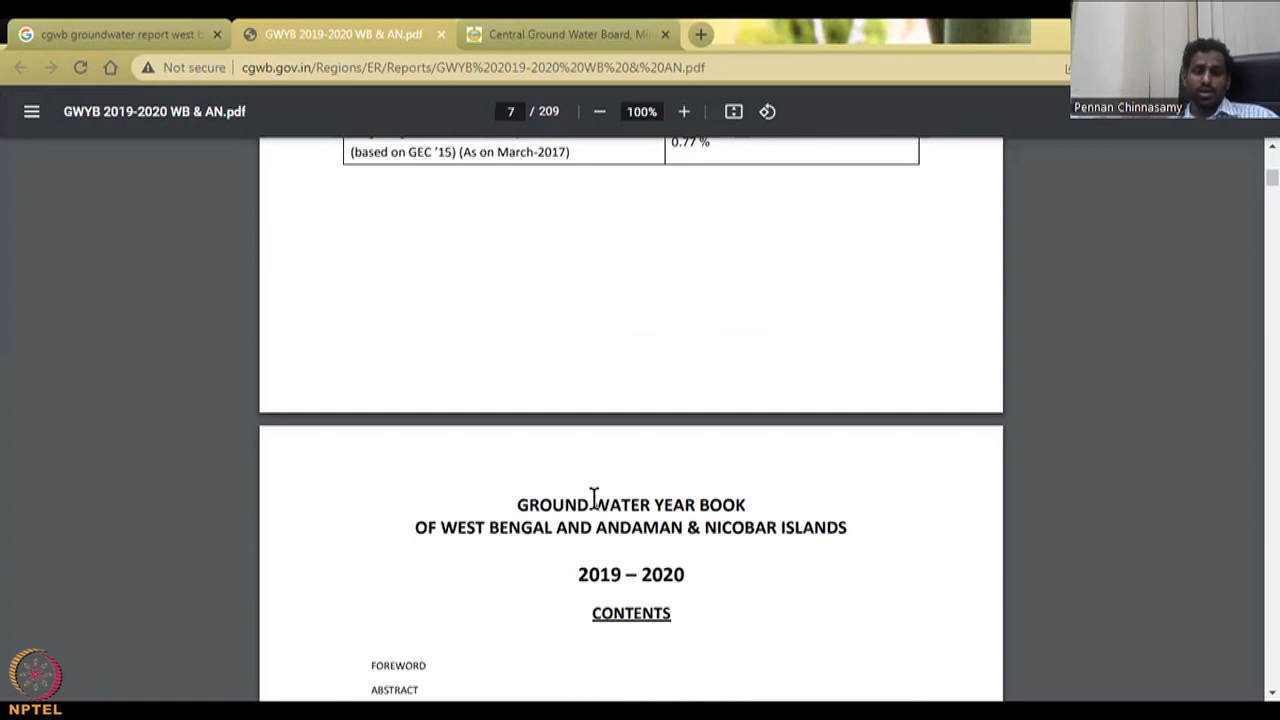 cgwb groundwater report west b
GWYB 2019-2020 WB & AN.pdf
Central Ground Water Board, Mi
Not secure
cgwb.gov.in/Regions/ER/Reports/GWYB%202019-2020%20WB%20&%20AN.pdf
Pennan Chinnasamy
GWYB 2019-2020 WB & AN.pdf
7 / 209
100%
0.77 %
(based on GEC '15) (As on March-2017)
GROUND WATER YEAR BOOK
OF WEST BENGAL AND ANDAMAN & NICOBAR ISLANDS
2019 – 2020
CONTENTS
FOREWORD
ABSTRACT
NPTEL